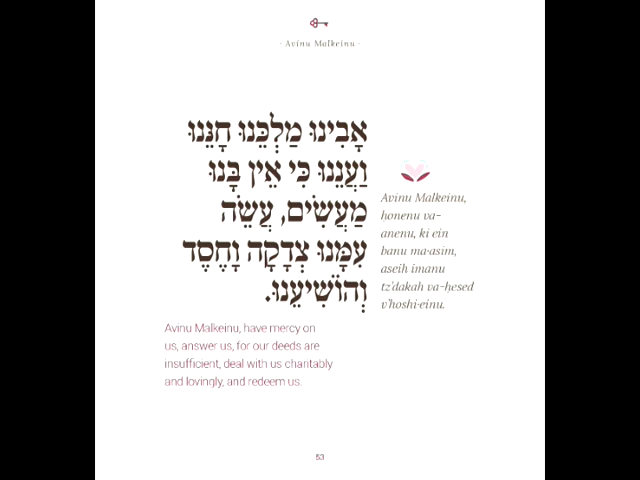 · Avinu Malkeinu ·
אָבִינוּ מַלְכֵּנוּ חָנֵּנוּ
וַעֲנֵנוּ כִּי אֵין בָּנוּ
מַעֲשִׂים, עֲשֵׂה
עִמָּנוּ צְדָקָה וָחֶסֶד
וְהוֹשִׁיעֵנוּ.
Avinu Malkeinu,
honenu va-
anenu, ki ein
banu ma·asim,
aseih imanu
tz'dakah va-ḥesed
v'hoshi·einu.
Avinu Malkeinu, have mercy on
us, answer us, for our deeds are
insufficient, deal with us charitably
and lovingly, and redeem us.
53